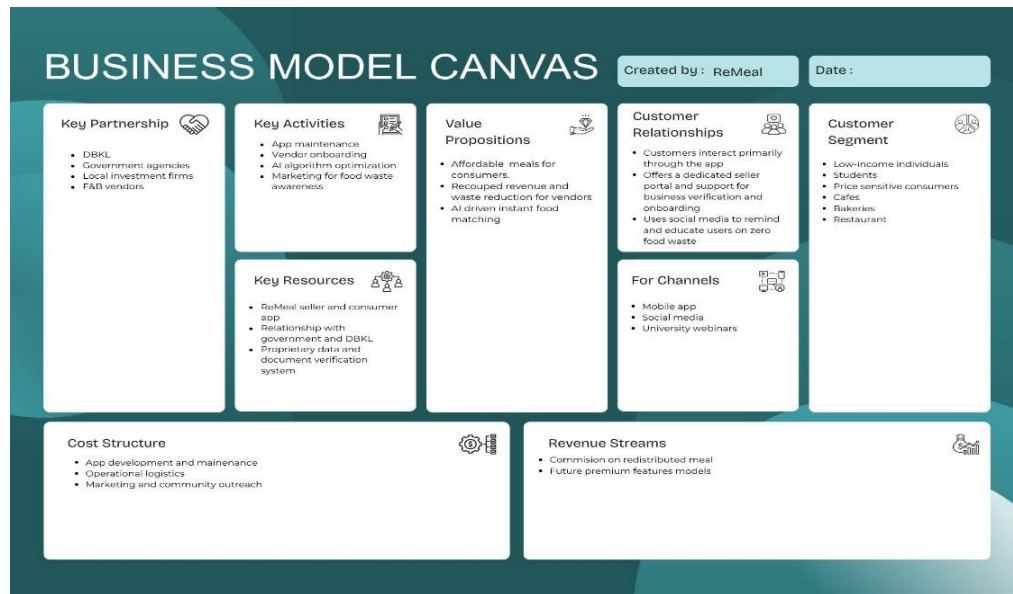 BUSINESS MODEL CANVAS
Created by : ReMeal
Date :
Key Partnership
• DBKL
• Government agencies
• Local investment firms
• F&B vendors
Key Activities
• App maintenance
• Vendor onboarding
• AI algorithm optimization
• Marketing for food waste
awareness
Key Resources
• ReMeal seller and consumer
app
• Relationship with
government and DBKL
• Proprietary data and
document verification
system
Value
Propositions
• Affordable meals for
consumers.
• Recouped revenue and
waste reduction for vendors
• AI driven instant food
matching
Customer
Relationships
• Customers interact primarily
through the app
• Offers a dedicated seller
portal and support for
business verification and
onboarding
• Uses social media to remind
and educate users on zero
food waste
For Channels
• Mobile app
• Social media
• University webinars
Customer
Segment
• Low-income individuals
• Students
• Price sensitive consumers
• Cafes
• Bakeries
• Restaurant
Cost Structure
• App development and mainenance
• Operational logistics
• Marketing and community outreach
Revenue Streams
• Commision on redistributed meal
• Future premium features models